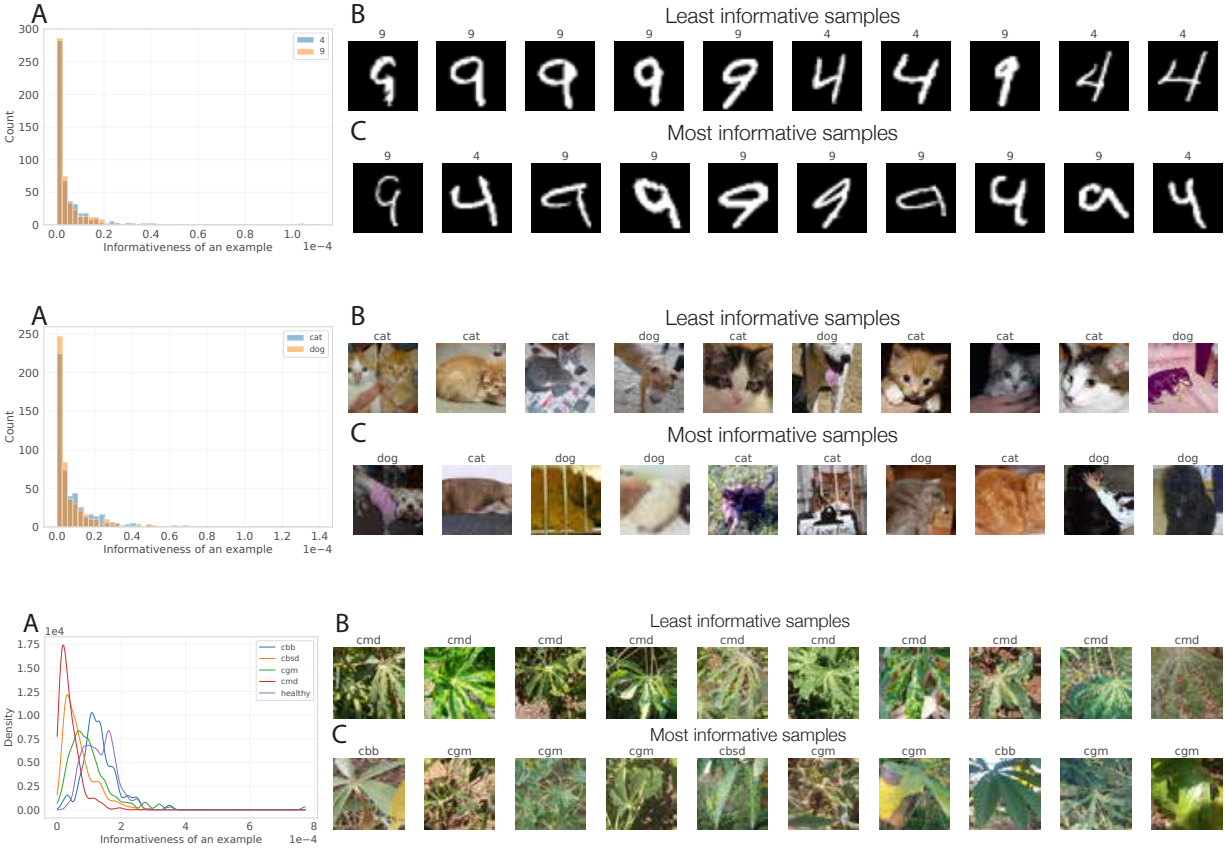 A
300
250
200
150
100
50
0
Count
4
9
0.0 0.2 0.4 0.6 0.8 1.0
Informativeness of an example
1e−4
B
Least informative samples
9 9 9 9 9 4 4 9 4 4
C
Most informative samples
9 4 9 9 9 9 9 9 9 4
A
250
200
150
100
50
0
Count
cat
dog
0.0 0.2 0.4 0.6 0.8 1.0 1.2 1.4
Informativeness of an example
1e−4
B
Least informative samples
cat cat cat dog cat dog cat cat cat dog
C
Most informative samples
dog cat dog dog cat cat dog cat dog dog
A
1e4
1.75
1.50
1.25
1.00
0.75
0.50
0.25
0.00
Density
cbb
cbsd
cgm
cmd
healthy
0 2 4 6 8
Informativeness of an example
1e−4
B
Least informative samples
cmd cmd cmd cmd cmd cmd cmd cmd cmd cmd
C
Most informative samples
cbb cgm cgm cgm cbsd cgm cgm cbb cgm cgm